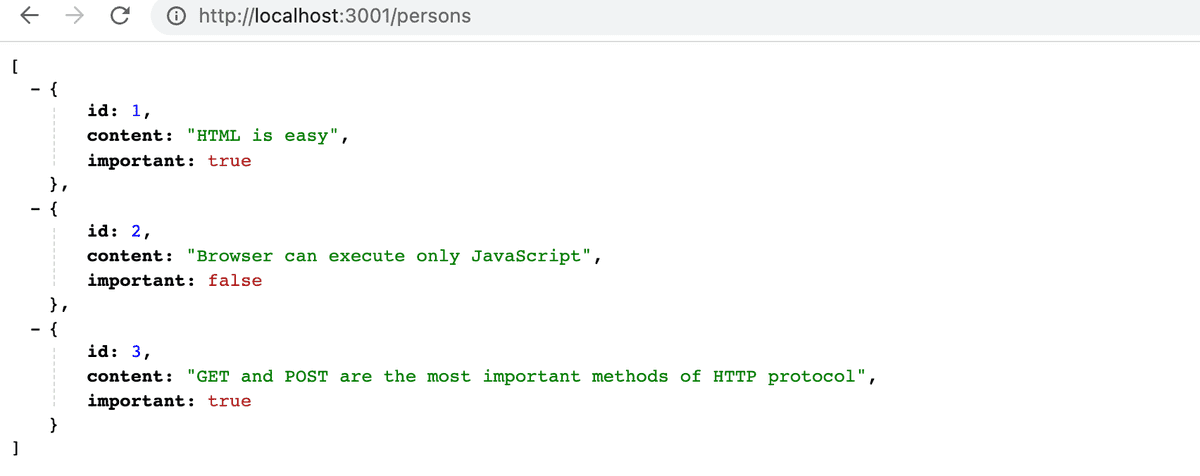 http://localhost:3001/persons
[
- {
id: 1,
content: "HTML is easy",
important: true
},
- {
id: 2,
content: "Browser can execute only JavaScript",
important: false
},
- {
id: 3,
content: "GET and POST are the most important methods of HTTP protocol",
important: true
}
]